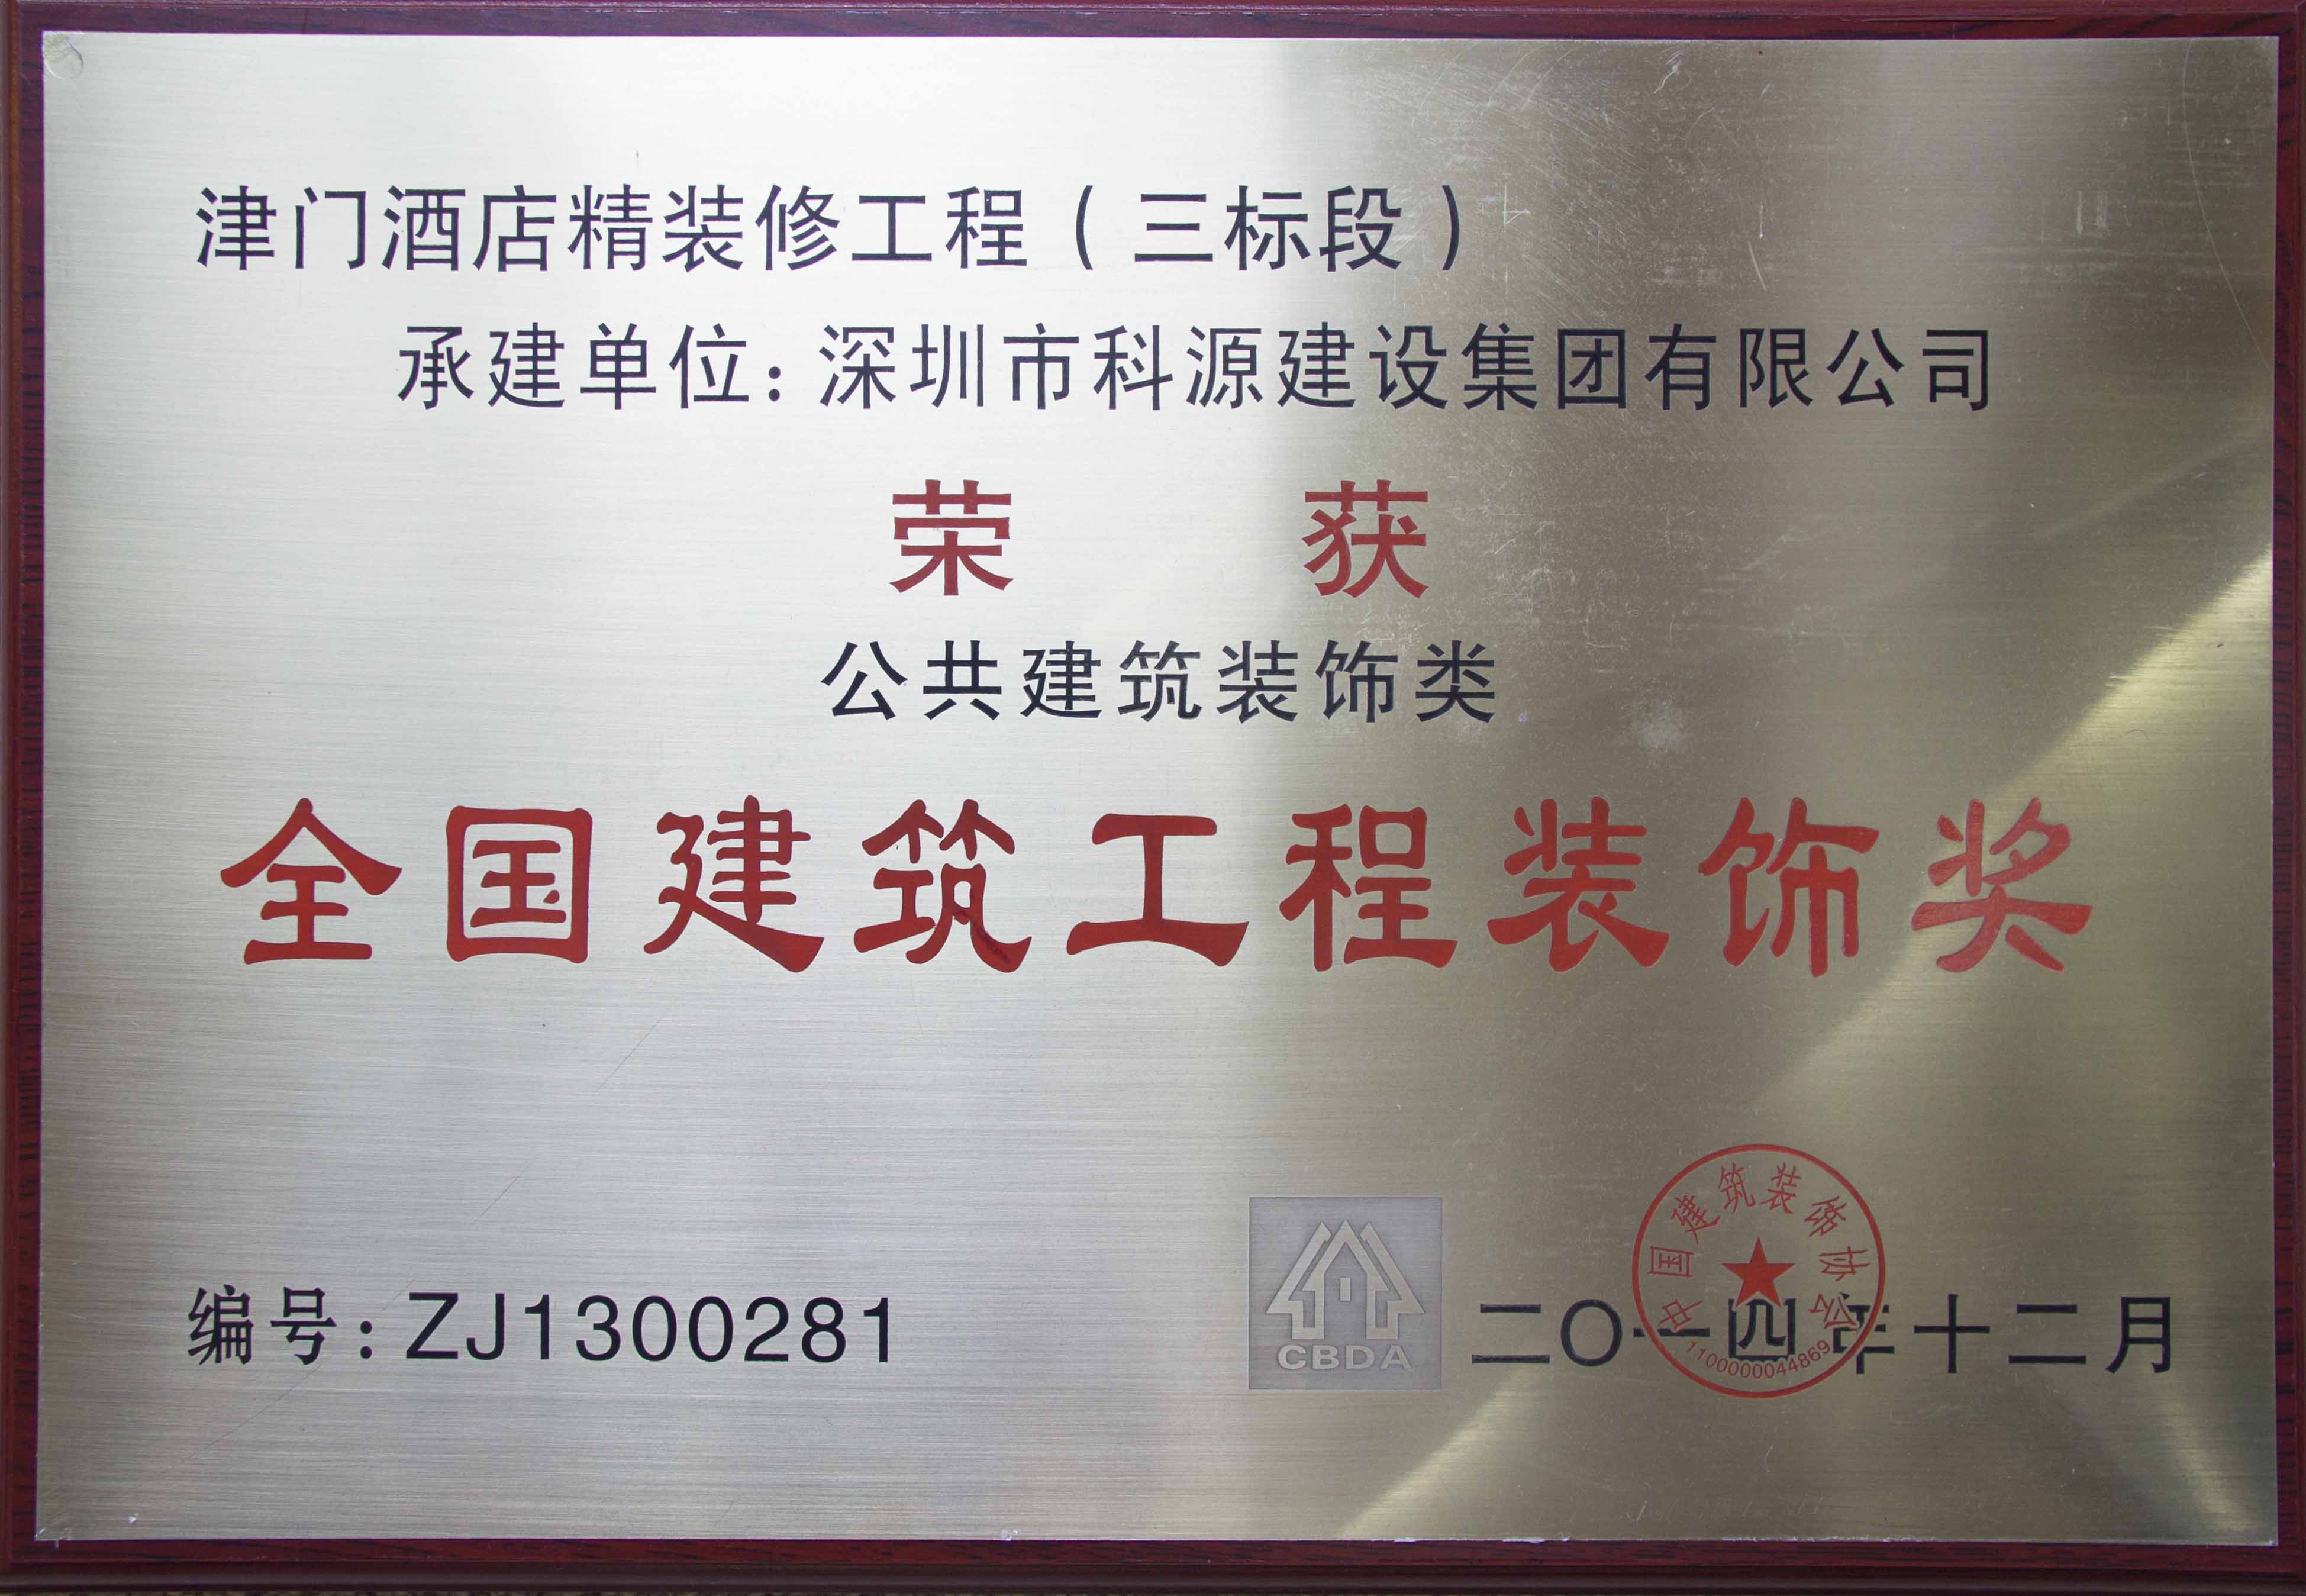 津门酒店精装修工程（三标段）
承建单位：深圳市科源建设集团有限公司
荣 获
公共建筑装饰类
全国建筑工程装饰奖
中国建筑装饰协会
1100000044869
编号：ZJ1300281
CBDA
二〇一四年十二月